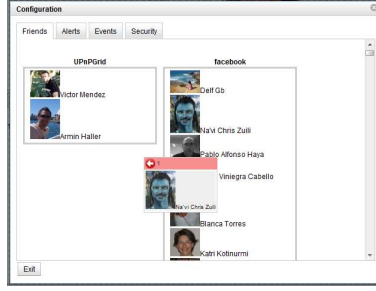 Configuration
Friends Alerts Events Security
UPnPGrid facebook
Victor Mendez
Armin Haller
Delf Gb
Na'vi Chris Zuili
Pablo Alfonso Haya
1
Viniegra Cabello
Na'vi Chris Zuili
Blanca Torres
Katri Kotinurmi
Exit